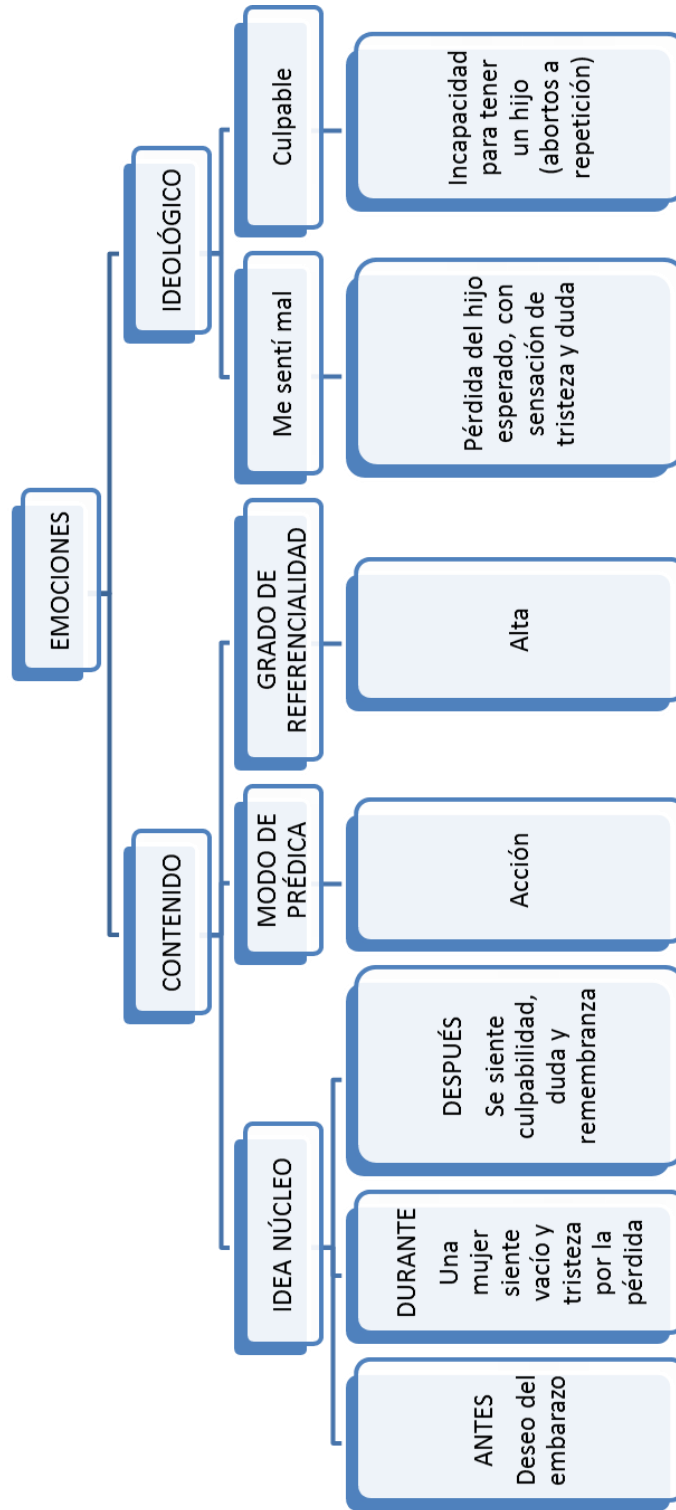 EMOCIONES
CONTENIDO
IDEOLÓGICO
IDEA NÚCLEO
MODO DE
PRÉDICA
GRADO DE
REFERENCIALIDAD
Me sentí mal
Culpable
ANTES
Deseo del
embarazo
DURANTE
Una
mujer
siente
vacío y
tristeza
por la
pérdida
DESPUÉS
Se siente
culpabilidad,
duda y
remembranza
Acción
Alta
Pérdida del hijo
esperado, con
sensación de
tristeza y duda
Incapacidad
para tener
un hijo
(abortos a
repetición)